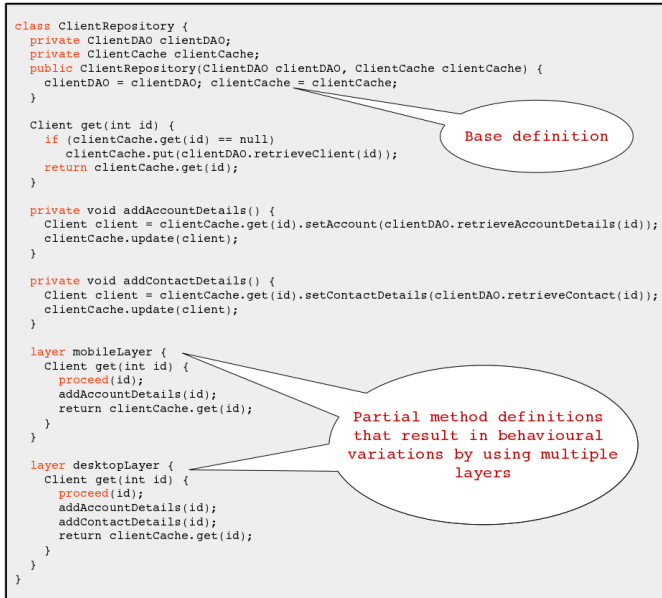 class ClientRepository {
private ClientDAO clientDAO;
private ClientCache clientCache;
public ClientRepository(ClientDAO clientDAO, ClientCache clientCache) {
clientDAO = clientDAO; clientCache = clientCache;
}
Client get(int id) {
if (clientCache.get(id) == null)
clientCache.put(clientDAO.retrieveClient(id));
return clientCache.get(id);
}
private void addAccountDetails() {
Client client = clientCache.get(id).setAccount(clientDAO.retrieveAccountDetails(id));
clientCache.update(client);
}
private void addContactDetails() {
Client client = clientCache.get(id).setContactDetails(clientDAO.retrieveContact(id));
clientCache.update(client);
}
layer mobileLayer {
Client get(int id) {
proceed(id);
addAccountDetails(id);
return clientCache.get(id);
}
}
layer desktopLayer {
Client get(int id) {
proceed(id);
addAccountDetails(id);
addContactDetails(id);
return clientCache.get(id);
}
}
}
Base definition
Partial method definitions
that result in behavioural
variations by using multiple
layers